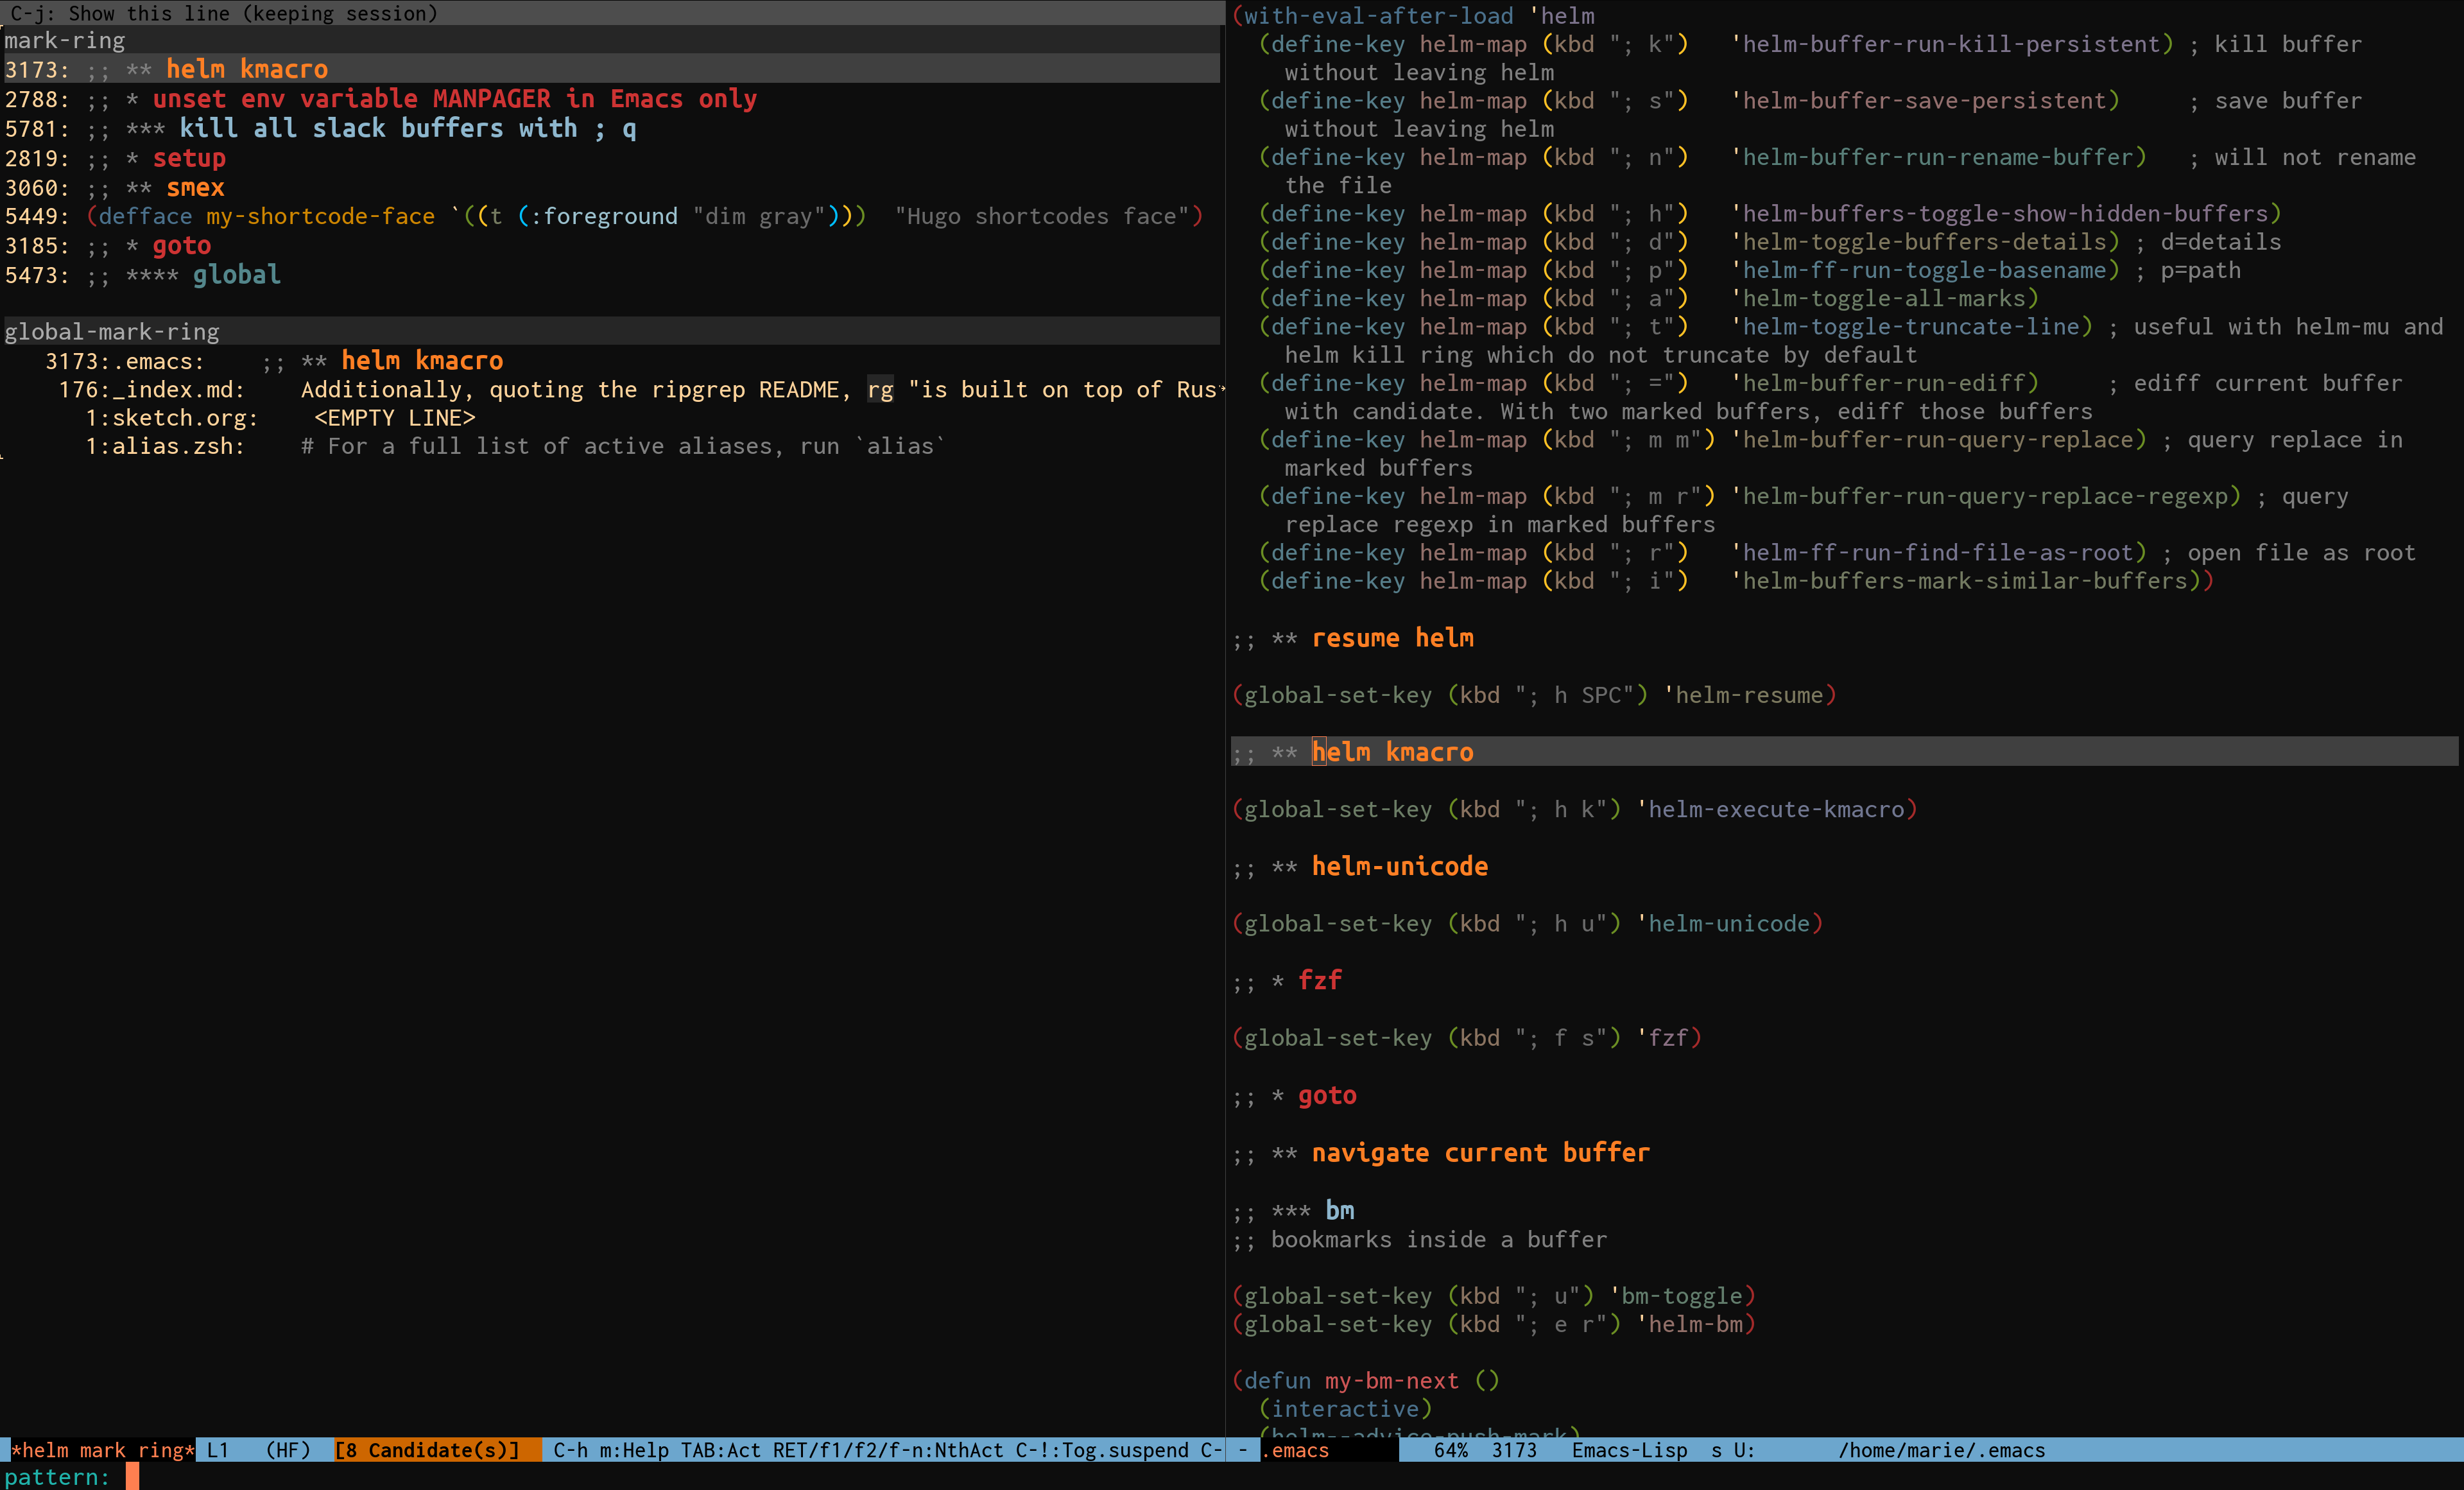 C-j: Show this line (keeping session)
mark-ring
3173: ;; ** helm kmacro
2788: ;; * unset env variable MANPAGER in Emacs only
5781: ;; *** kill all slack buffers with ; q
2819: ;; * setup
3060: ;; ** smex
5449: (defface my-shortcode-face `((t (:foreground "dim gray")))  "Hugo shortcodes face")
3185: ;; * goto
5473: ;; **** global
global-mark-ring
3173:.emacs:    ;; ** helm kmacro
176:_index.md:    Additionally, quoting the ripgrep README, rg "is built on top of Rus
1:sketch.org:    <EMPTY LINE>
1:alias.zsh:    # For a full list of active aliases, run `alias`
*helm mark ring* L1   (HF)  [8 Candidate(s)]  C-h m:Help TAB:Act RET/f1/f2/f-n:NthAct C-!:Tog.suspend C-
pattern:
(with-eval-after-load 'helm
  (define-key helm-map (kbd "; k")   'helm-buffer-run-kill-persistent) ; kill buffer
    without leaving helm
  (define-key helm-map (kbd "; s")   'helm-buffer-save-persistent)     ; save buffer
    without leaving helm
  (define-key helm-map (kbd "; n")   'helm-buffer-run-rename-buffer)   ; will not rename
    the file
  (define-key helm-map (kbd "; h")   'helm-buffers-toggle-show-hidden-buffers)
  (define-key helm-map (kbd "; d")   'helm-toggle-buffers-details) ; d=details
  (define-key helm-map (kbd "; p")   'helm-ff-run-toggle-basename) ; p=path
  (define-key helm-map (kbd "; a")   'helm-toggle-all-marks)
  (define-key helm-map (kbd "; t")   'helm-toggle-truncate-line) ; useful with helm-mu and
    helm kill ring which do not truncate by default
  (define-key helm-map (kbd "; =")   'helm-buffer-run-ediff)     ; ediff current buffer
    with candidate. With two marked buffers, ediff those buffers
  (define-key helm-map (kbd "; m m") 'helm-buffer-run-query-replace) ; query replace in
    marked buffers
  (define-key helm-map (kbd "; m r") 'helm-buffer-run-query-replace-regexp) ; query
    replace regexp in marked buffers
  (define-key helm-map (kbd "; r")   'helm-ff-run-find-file-as-root) ; open file as root
  (define-key helm-map (kbd "; i")   'helm-buffers-mark-similar-buffers))
;; ** resume helm
(global-set-key (kbd "; h SPC") 'helm-resume)
;; ** helm kmacro
(global-set-key (kbd "; h k") 'helm-execute-kmacro)
;; ** helm-unicode
(global-set-key (kbd "; h u") 'helm-unicode)
;; * fzf
(global-set-key (kbd "; f s") 'fzf)
;; * goto
;; ** navigate current buffer
;; *** bm
;; bookmarks inside a buffer
(global-set-key (kbd "; u") 'bm-toggle)
(global-set-key (kbd "; e r") 'helm-bm)
(defun my-bm-next ()
  (interactive)
  (helm--advice-push-mark)
- .emacs   64%  3173   Emacs-Lisp  s U:   /home/marie/.emacs